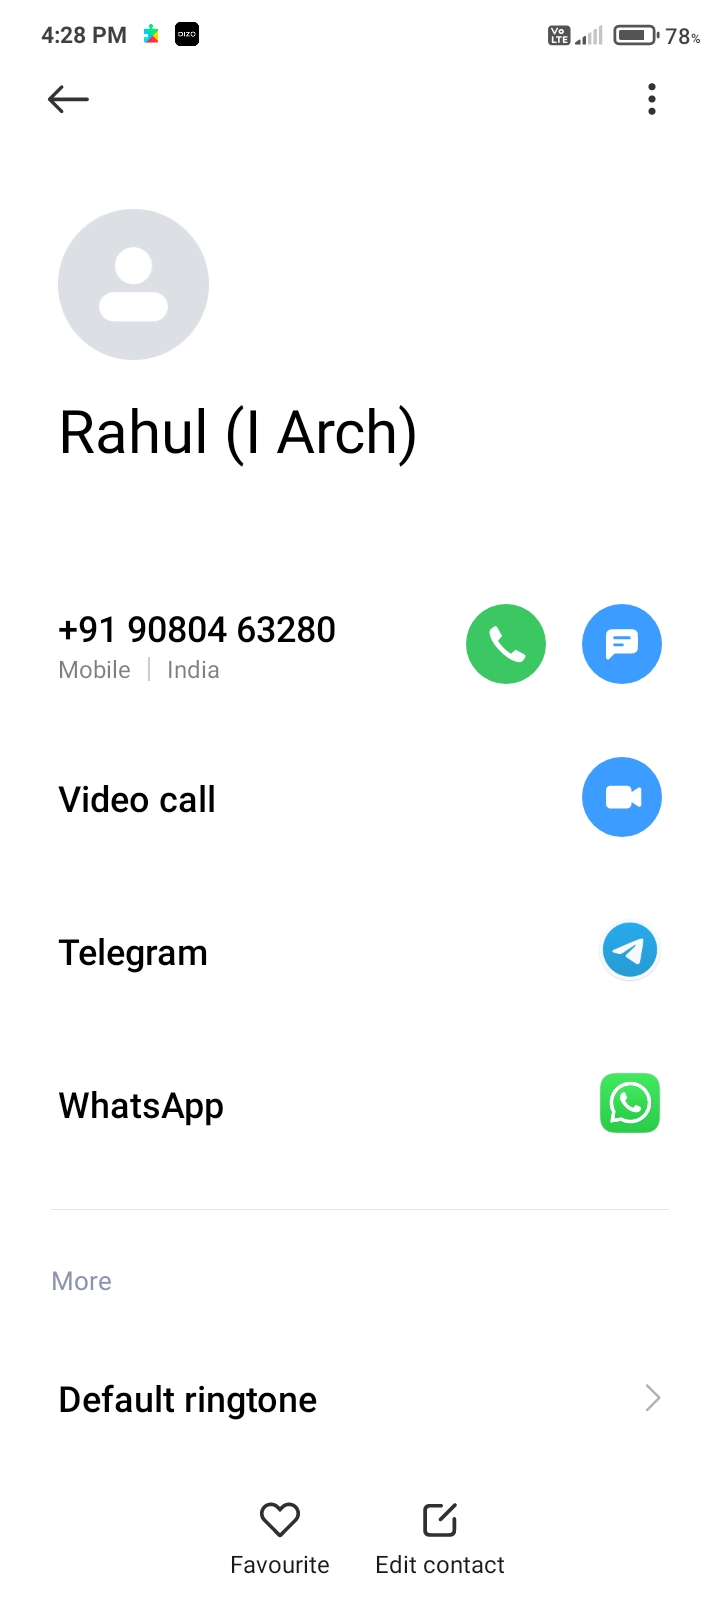 4:28 PM DIZO Vo LTE 78%
Rahul (I Arch)
+91 90804 63280
Mobile | India
Video call
Telegram
WhatsApp
More
Default ringtone
Favourite Edit contact